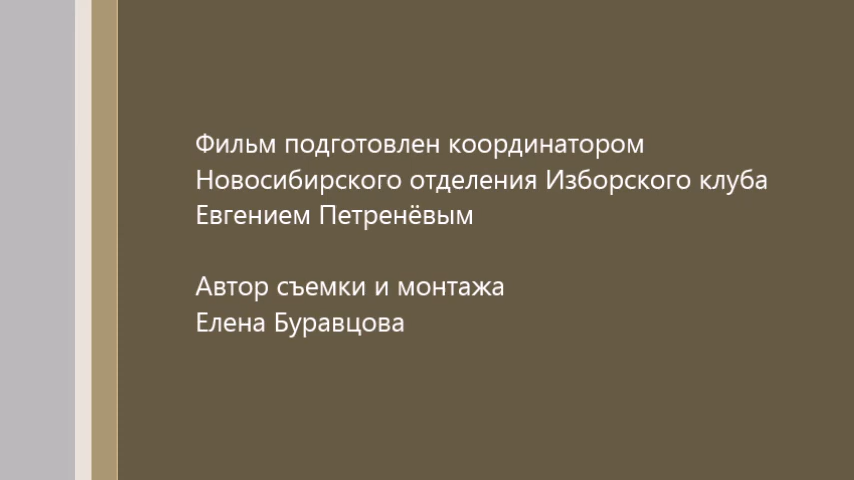 Фильм подготовлен координатором
Новосибирского отделения Изборского клуба
Евгением Петренёвым
Автор съемки и монтажа
Елена Буравцова